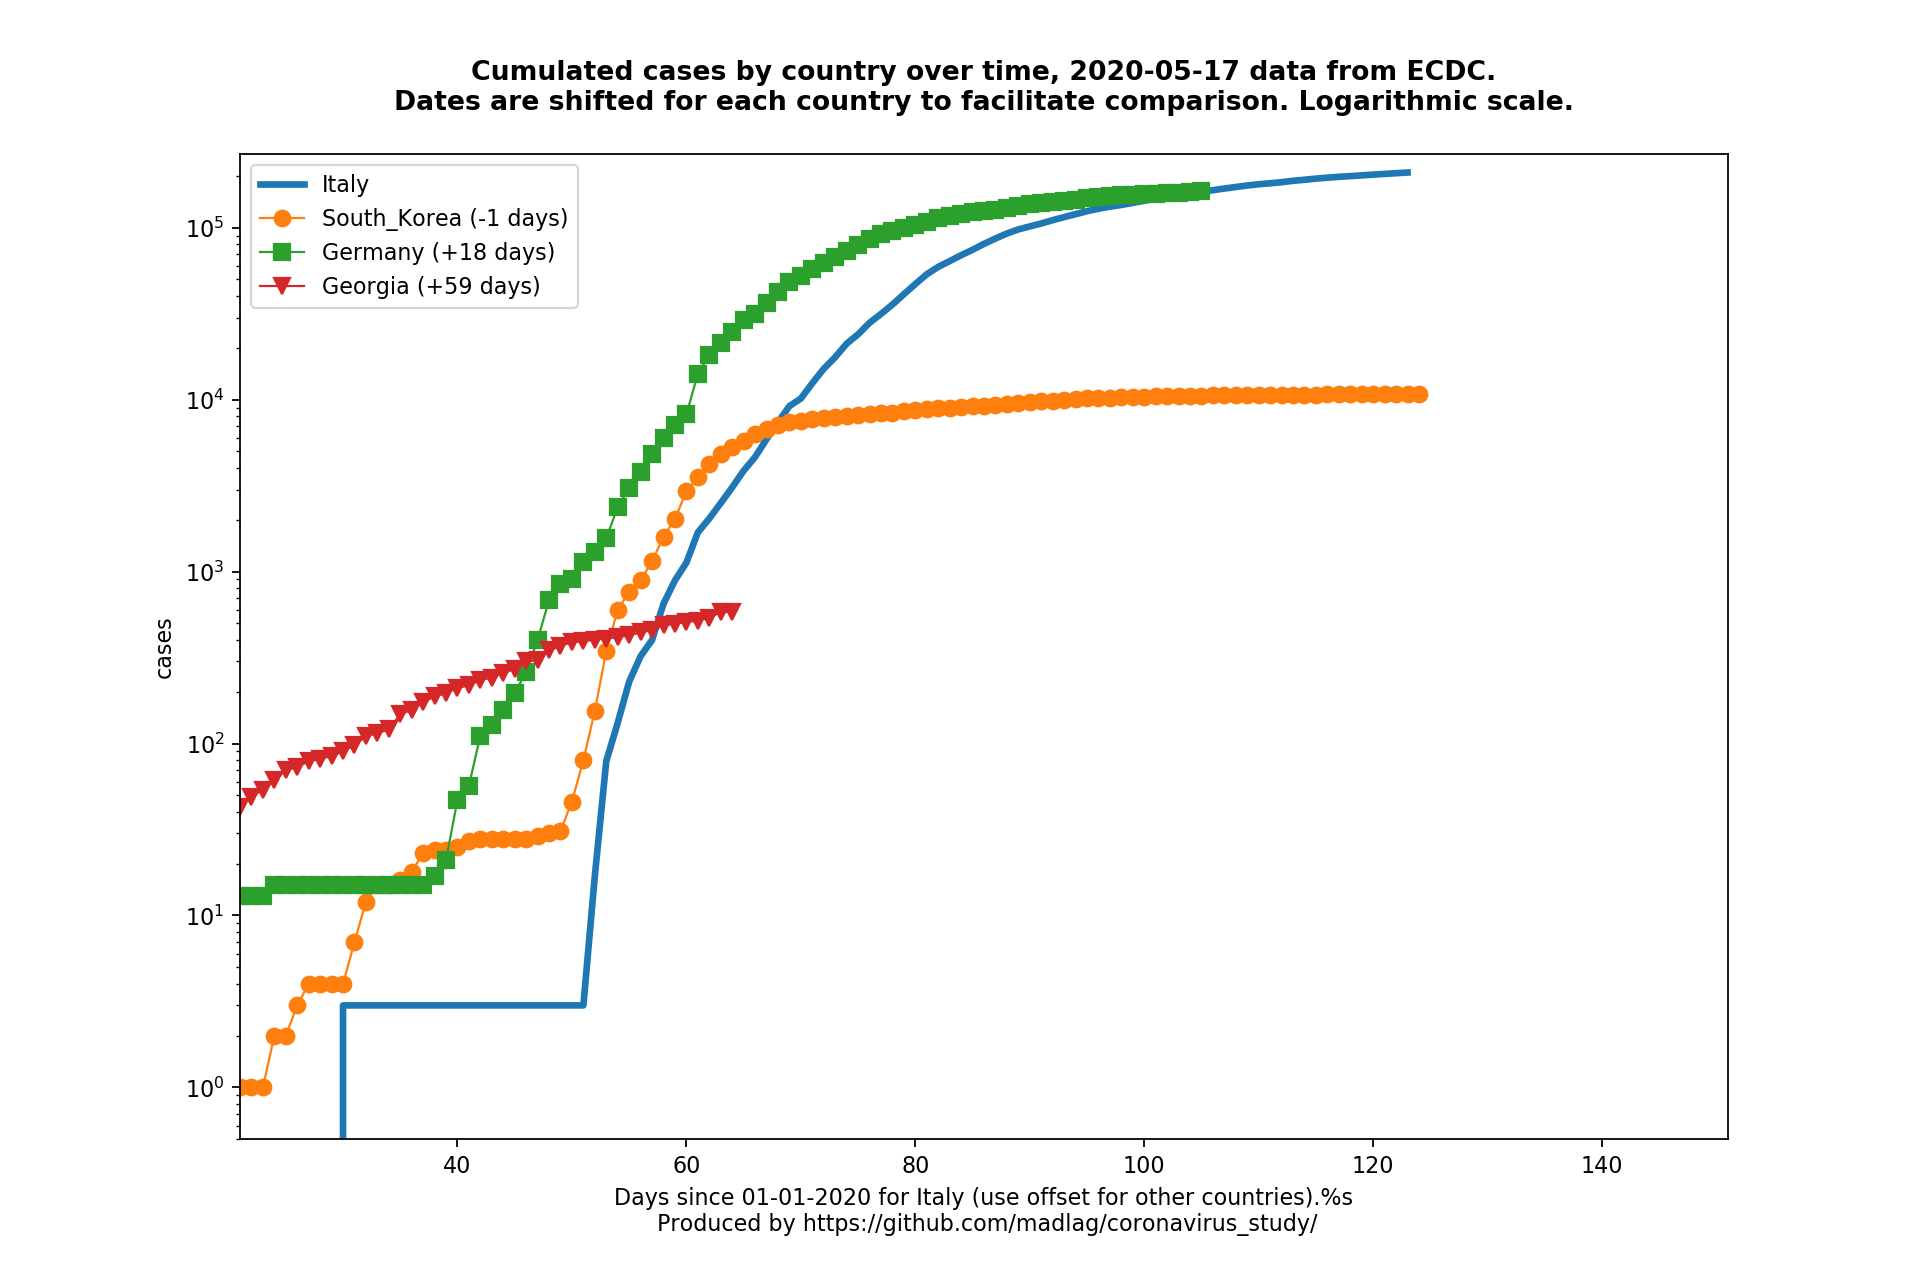 Cumulated cases by country over time, 2020-05-17 data from ECDC.
Dates are shifted for each country to facilitate comparison. Logarithmic scale.
Italy
South_Korea (-1 days)
Germany (+18 days)
Georgia (+59 days)
10⁵
10⁴
10³
10²
10¹
10⁰
cases
40 60 80 100 120 140
Days since 01-01-2020 for Italy (use offset for other countries).%s
Produced by https://github.com/madlag/coronavirus_study/